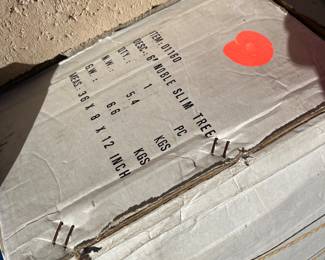 ITEM: 01160
DESC.: 6' NOBLE SLIM TREE
QTY.: 1 PC
N.W.: 5.4 KGS
G.W.: 6.6 KGS
MEAS.: 36 X 8 X 12 INCH